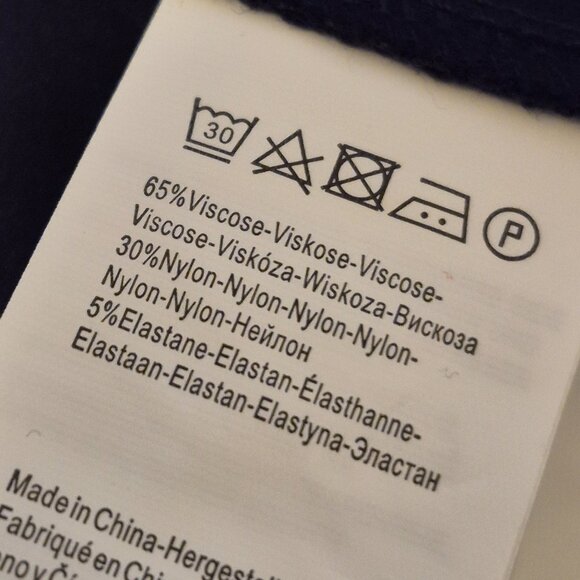 30
P
65%Viscose-Viskose-Viscose-
Viscose-Viskóza-Wiskoza-Вискоза
30%Nylon-Nylon-Nylon-Nylon-
Nylon-Nylon-Нейлон
5%Elastane-Elastan-Élasthanne-
Elastaan-Elastan-Elastyna-Эластан
Made in China-Hergestel
Fabriqué en Chi